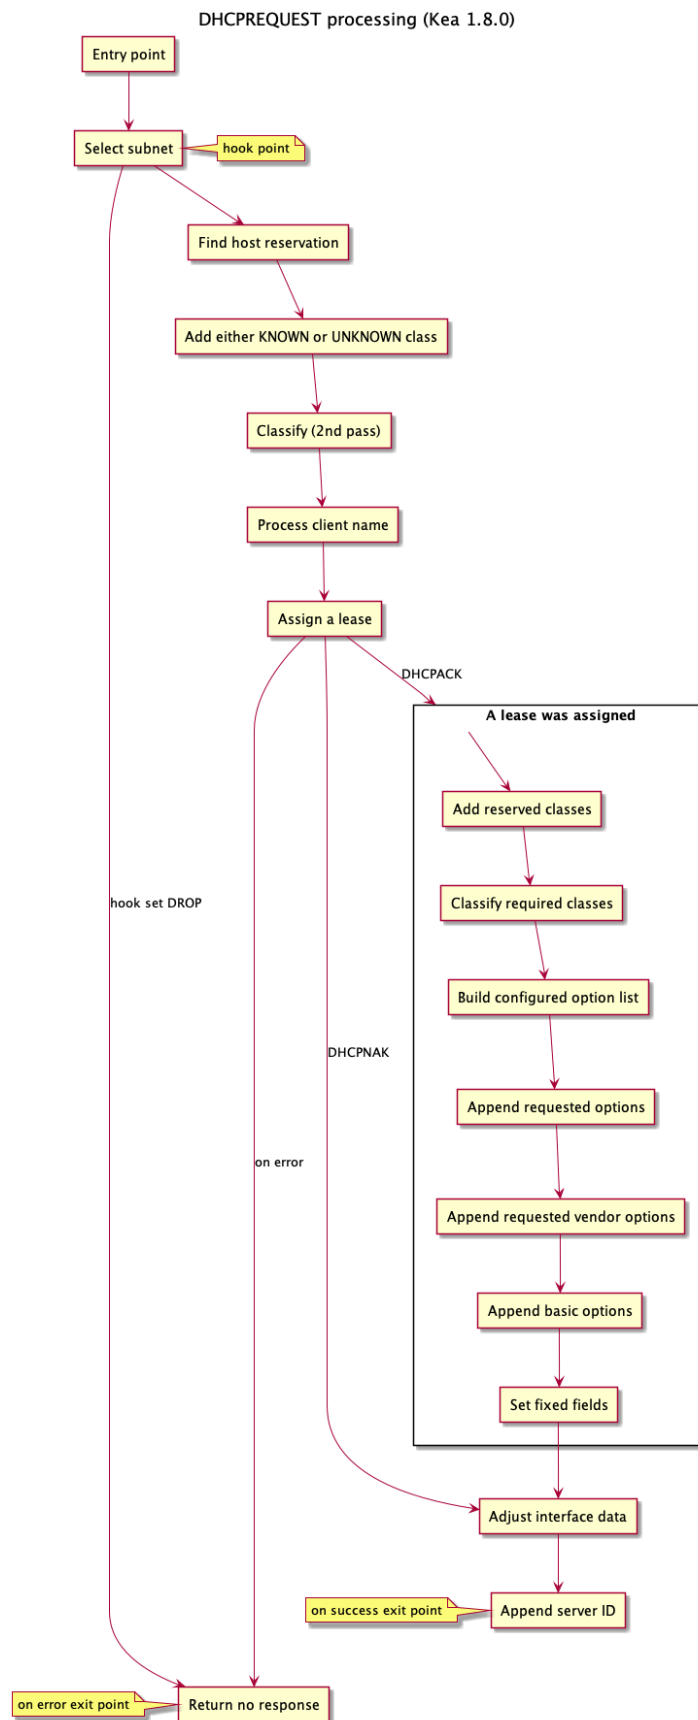 DHCPREQUEST processing (Kea 1.8.0)
Entry point
Select subnet
hook point
Find host reservation
Add either KNOWN or UNKNOWN class
Classify (2nd pass)
Process client name
Assign a lease
DHCPACK
A lease was assigned
Add reserved classes
Classify required classes
hook set DROP
Build configured option list
DHCPNAK
Append requested options
on error
Append requested vendor options
Append basic options
Set fixed fields
Adjust interface data
on success exit point
Append server ID
on error exit point
Return no response